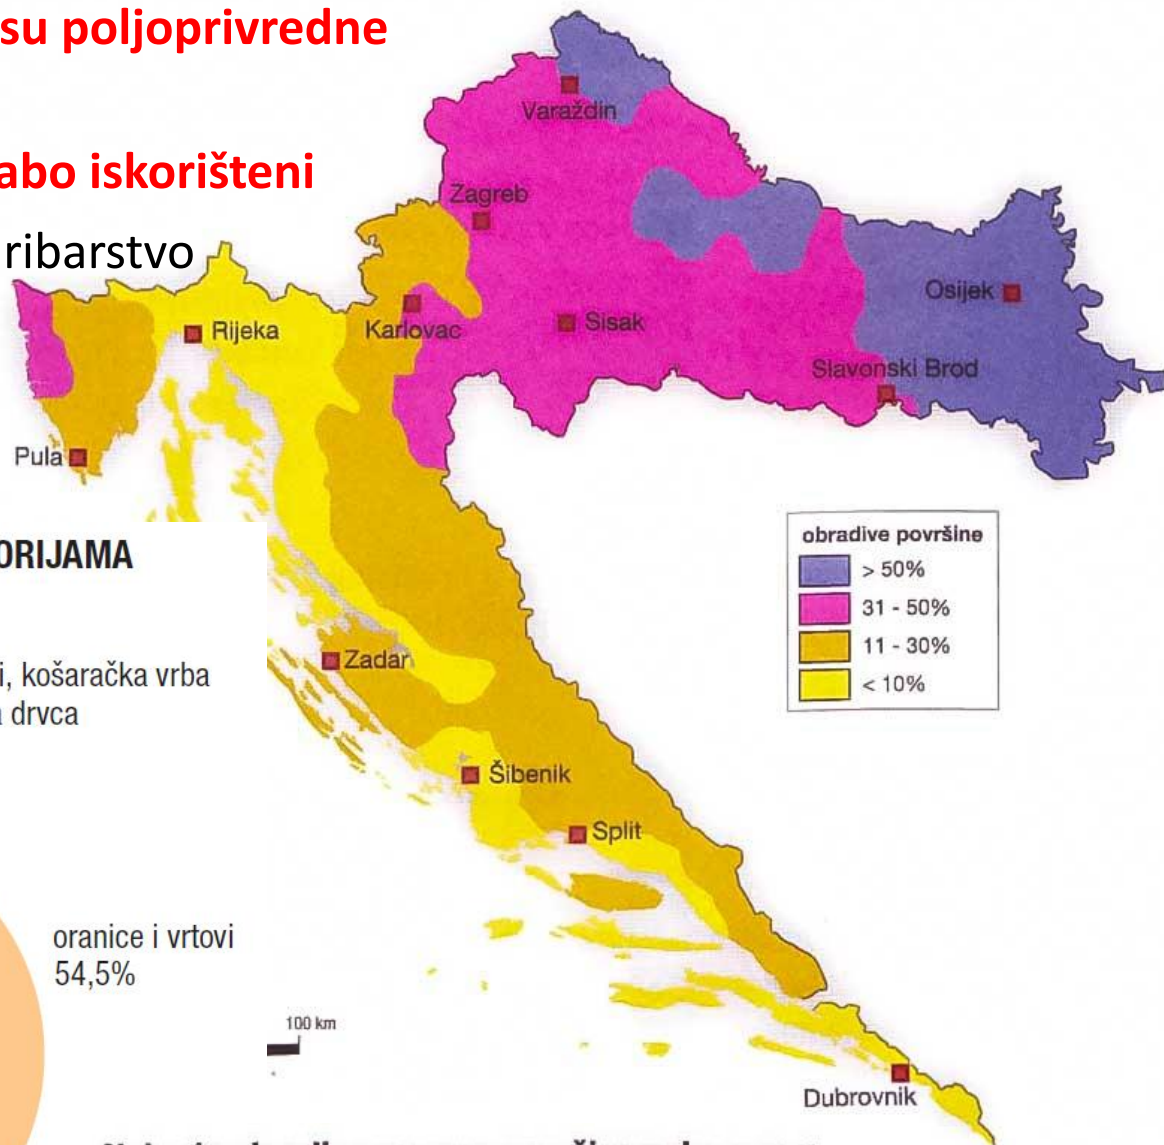 su poljoprivredne
abo iskorišteni
ribarstvo
Varaždin
Zagreb
Osijek
Rijeka
Karlovac
Sisak
Slavonski Brod
Pula
obradive površine
> 50%
31 - 50%
11 - 30%
< 10%
ORIJAMA
i, košaračka vrba
drvca
Zadar
Šibenik
Split
oranice i vrtovi
54,5%
100 km
Dubrovnik